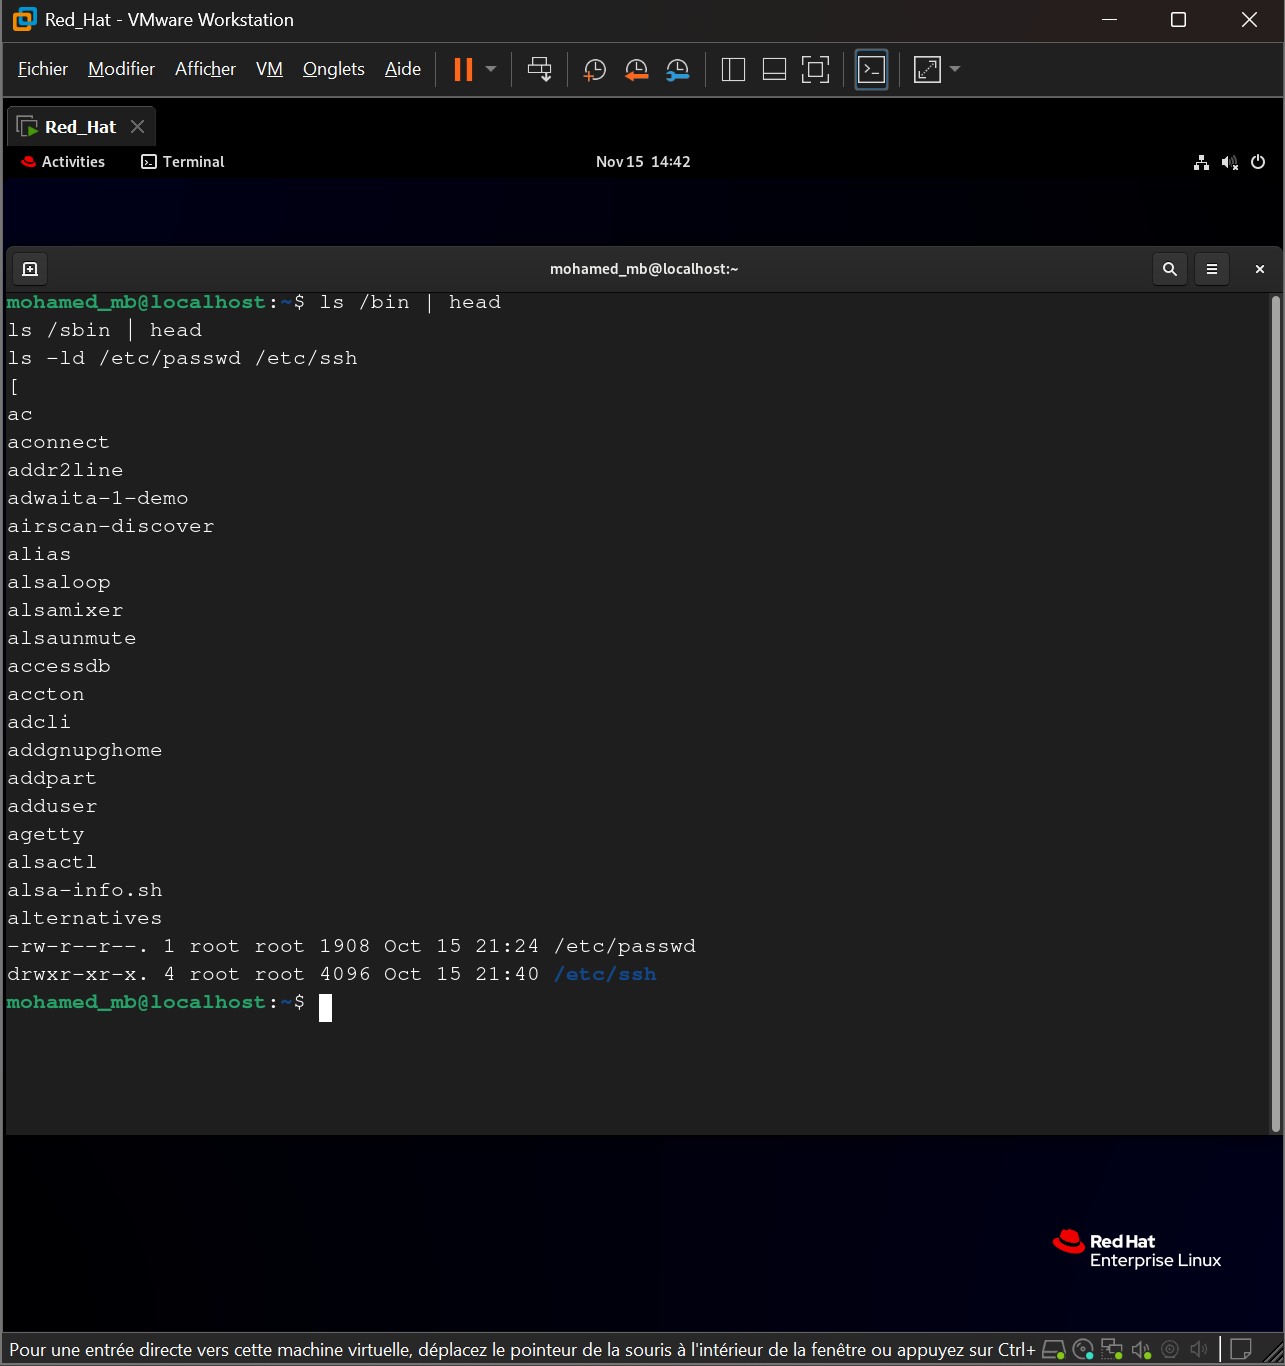 Red_Hat - VMware Workstation
Fichier Modifier Afficher VM Onglets Aide
Red_Hat
Activities Terminal Nov 15 14:42
mohamed_mb@localhost:~
mohamed_mb@localhost:~$ ls /bin | head
ls /sbin | head
ls -ld /etc/passwd /etc/ssh
[
ac
aconnect
addr2line
adwaita-1-demo
airscan-discover
alias
alsaloop
alsamixer
alsaunmute
accessdb
accton
adcli
addgnupghome
addpart
adduser
agetty
alsactl
alsa-info.sh
alternatives
-rw-r--r--. 1 root root 1908 Oct 15 21:24 /etc/passwd
drwxr-xr-x. 4 root root 4096 Oct 15 21:40 /etc/ssh
mohamed_mb@localhost:~$
Red Hat
Enterprise Linux
Pour une entrée directe vers cette machine virtuelle, déplacez le pointeur de la souris à l'intérieur de la fenêtre ou appuyez sur Ctrl+